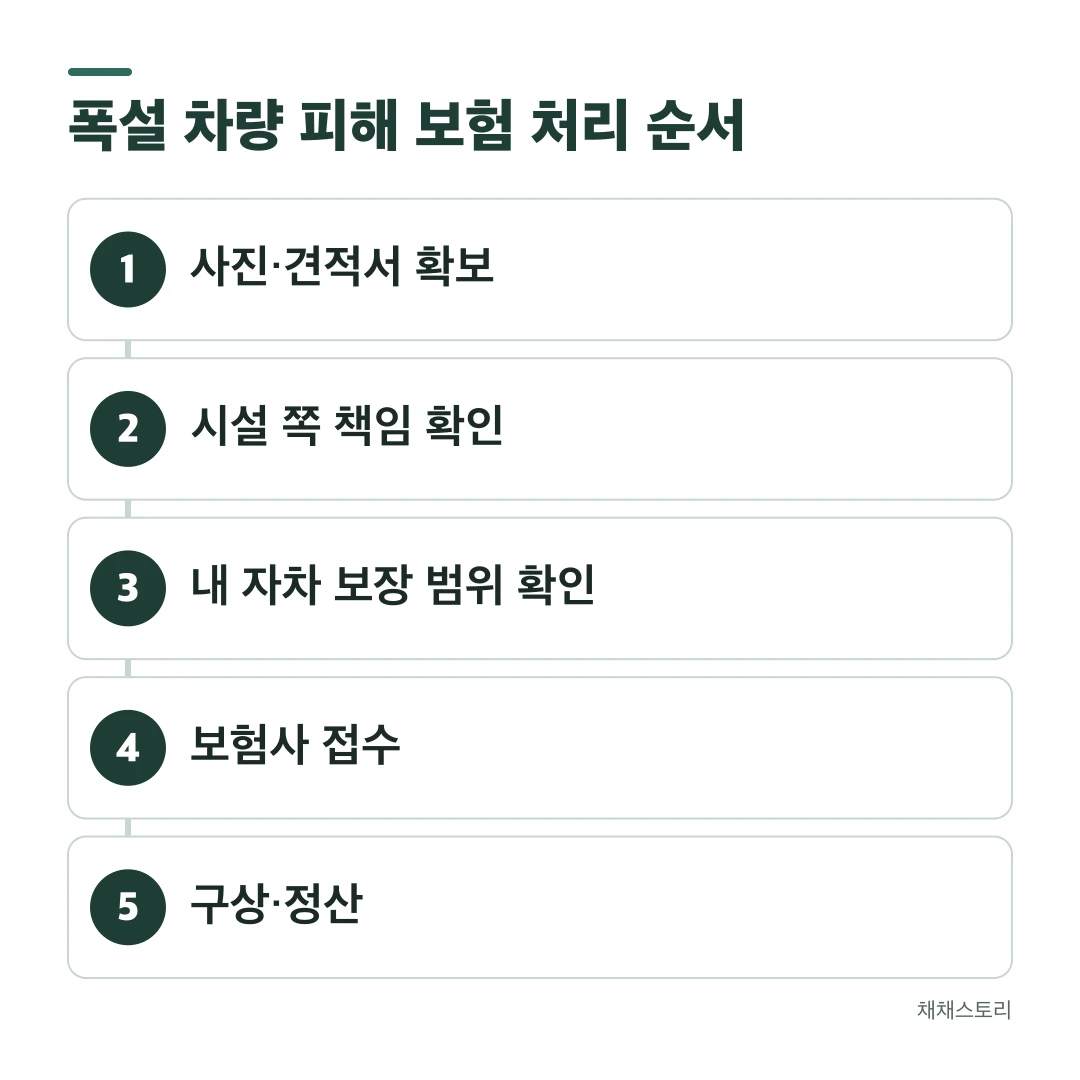 폭설 차량 피해 보험 처리 순서
1 사진·견적서 확보
2 시설 쪽 책임 확인
3 내 자차 보장 범위 확인
4 보험사 접수
5 구상·정산
채채스토리